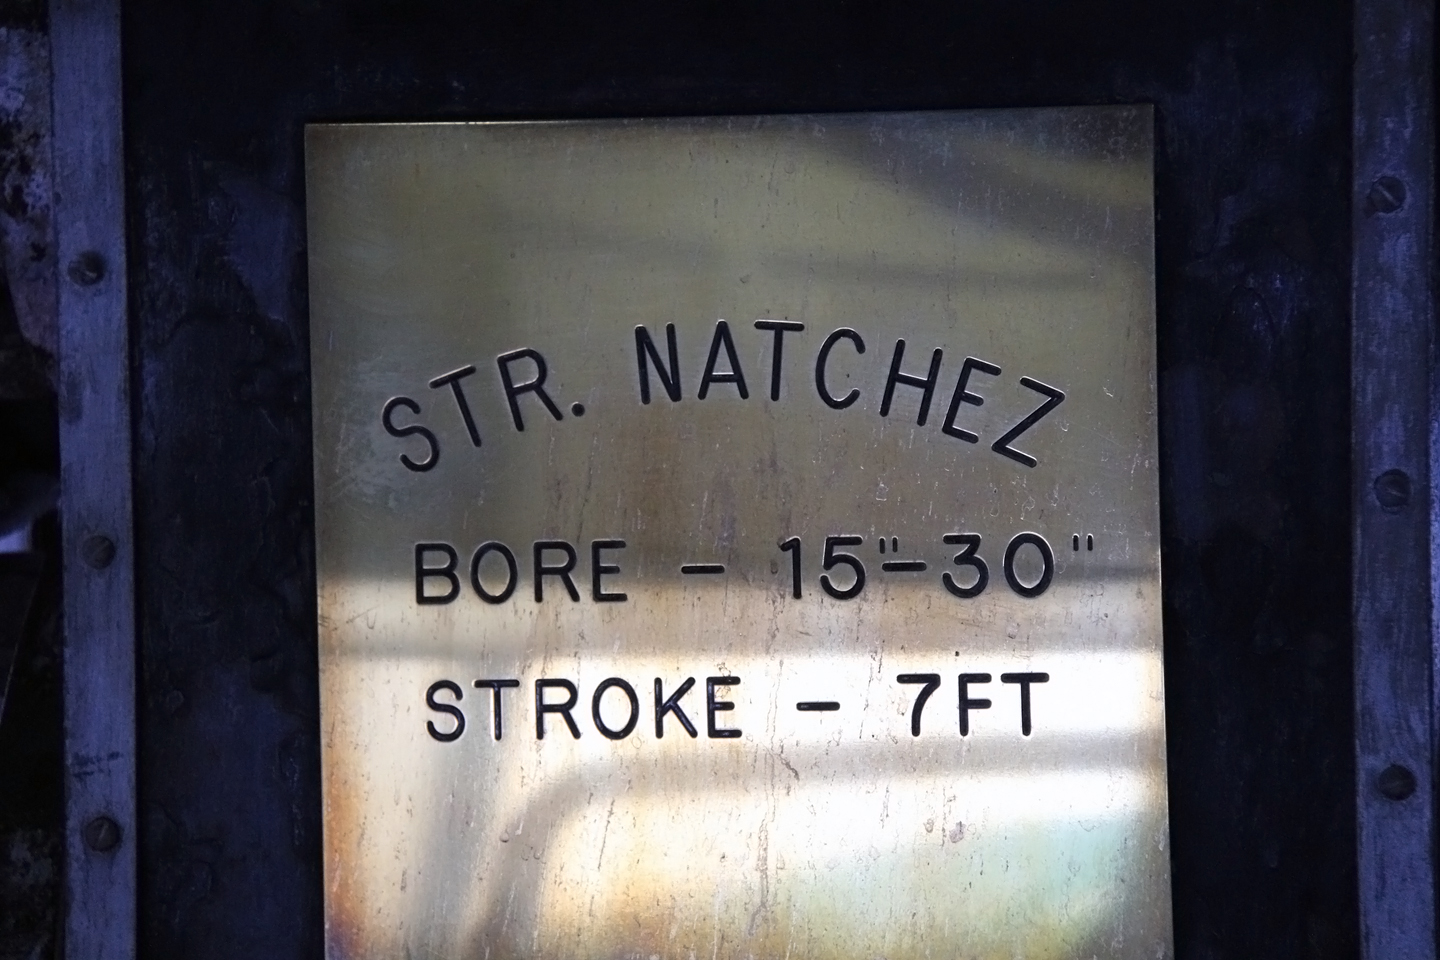 STR. NATCHEZ
BORE - 15"-30"
STROKE - 7FT